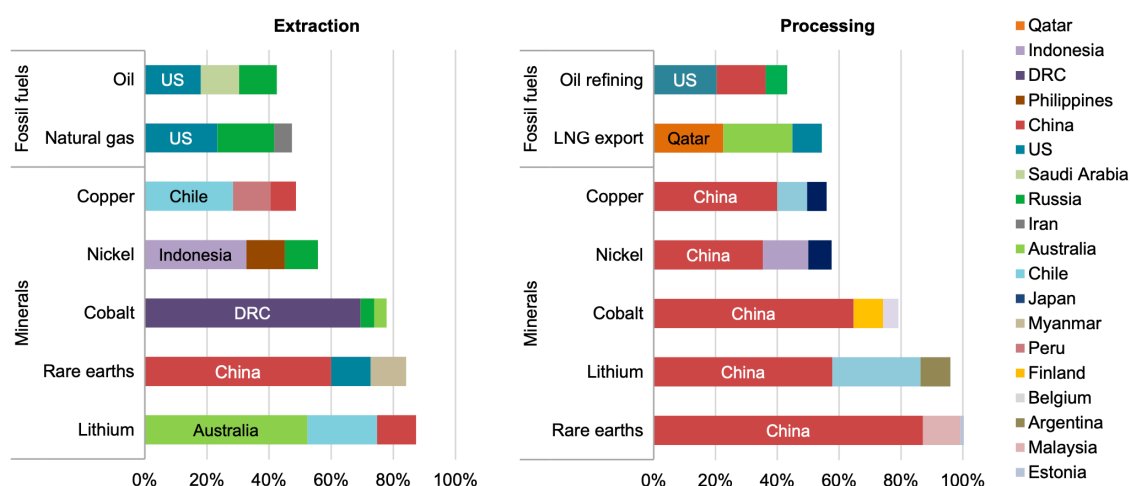 Extraction
Fossil fuels
Oil
US
Natural gas
US
Minerals
Copper
Chile
Nickel
Indonesia
Cobalt
DRC
Rare earths
China
Lithium
Australia
0% 20% 40% 60% 80% 100%
Processing
Fossil fuels
Oil refining
US
LNG export
Qatar
Minerals
Copper
China
Nickel
China
Cobalt
China
Lithium
China
Rare earths
China
0% 20% 40% 60% 80% 100%
Qatar
Indonesia
DRC
Philippines
China
US
Saudi Arabia
Russia
Iran
Australia
Chile
Japan
Myanmar
Peru
Finland
Belgium
Argentina
Malaysia
Estonia